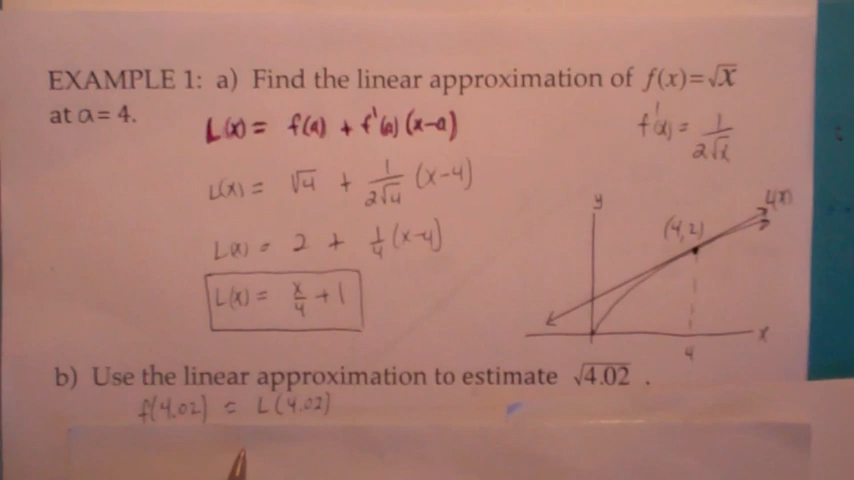 EXAMPLE 1: a) Find the linear approximation of f(x)=√x
at a = 4.
L(x) = f(a) + f'(a)(x-a)
f'(x) = 1/(2√x)
L(x) = √4 + 1/(2√4) (x-4)
L(x) = 2 + 1/4 (x-4)
L(x) = x/4 + 1
y
L(x)
(4,2)
x
4
b) Use the linear approximation to estimate √4.02 .
f(4.02) ≈ L(4.02)